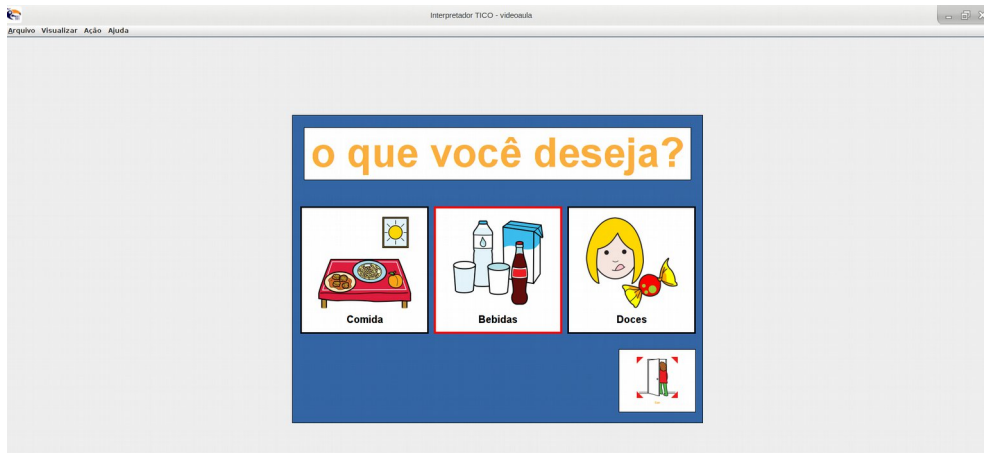 Interpretador TICO - videoaula
Arquivo Visualizar Ação Ajuda
o que você deseja?
Comida Bebidas Doces